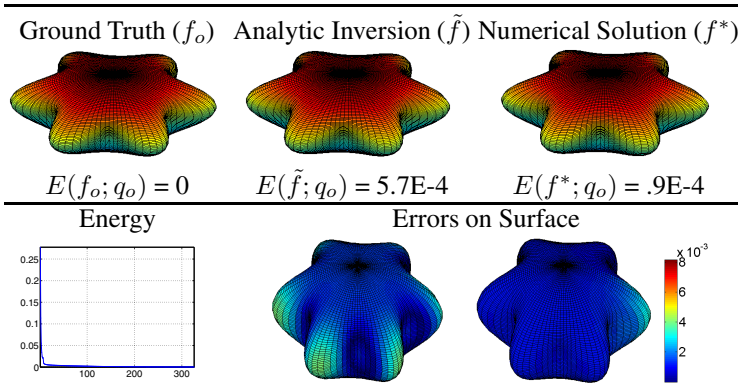 Ground Truth (f_o) Analytic Inversion (f̃) Numerical Solution (f*)
E(f_o; q_o) = 0 E(f̃; q_o) = 5.7E-4 E(f*; q_o) = .9E-4
Energy Errors on Surface
0.25
0.2
0.15
0.1
0.05
0
100 200 300
x 10^-3
8
6
4
2